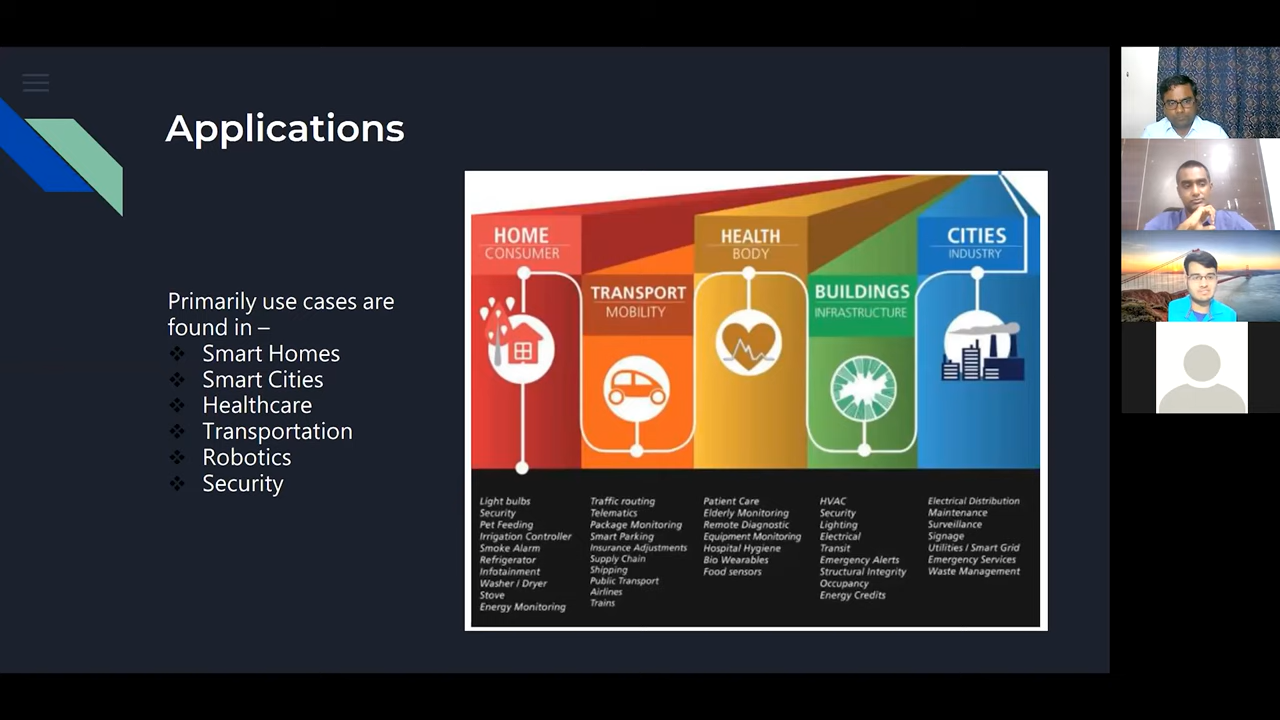 Applications
Primarily use cases are
found in –
Smart Homes
Smart Cities
Healthcare
Transportation
Robotics
Security
HOME
CONSUMER
Light bulbs
Security
Pet Feeding
Irrigation Controller
Smoke Alarm
Refrigerator
Infotainment
Washer / Dryer
Stove
Energy Monitoring
TRANSPORT
MOBILITY
Traffic routing
Telematics
Package Monitoring
Smart Parking
Insurance Adjustments
Supply Chain
Shipping
Public Transport
Airlines
Trains
HEALTH
BODY
Patient Care
Elderly Monitoring
Remote Diagnostic
Equipment Monitoring
Hospital Hygiene
Bio Wearables
Food sensors
BUILDINGS
INFRASTRUCTURE
HVAC
Security
Lighting
Electrical
Transit
Emergency Alerts
Structural Integrity
Occupancy
Energy Credits
CITIES
INDUSTRY
Electrical Distribution
Maintenance
Surveillance
Signage
Utilities / Smart Grid
Emergency Services
Waste Management